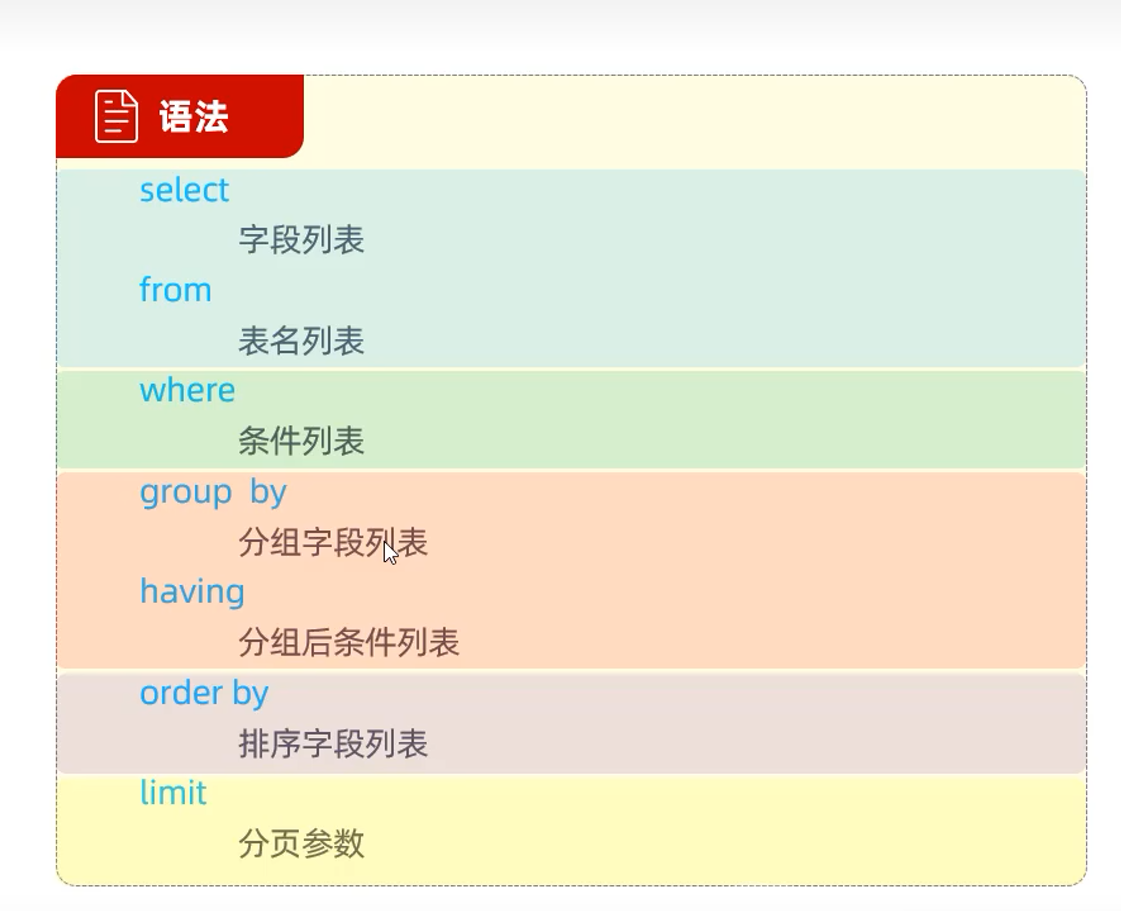 语法
select
字段列表
from
表名列表
where
条件列表
group by
分组字段列表
having
分组后条件列表
order by
排序字段列表
limit
分页参数